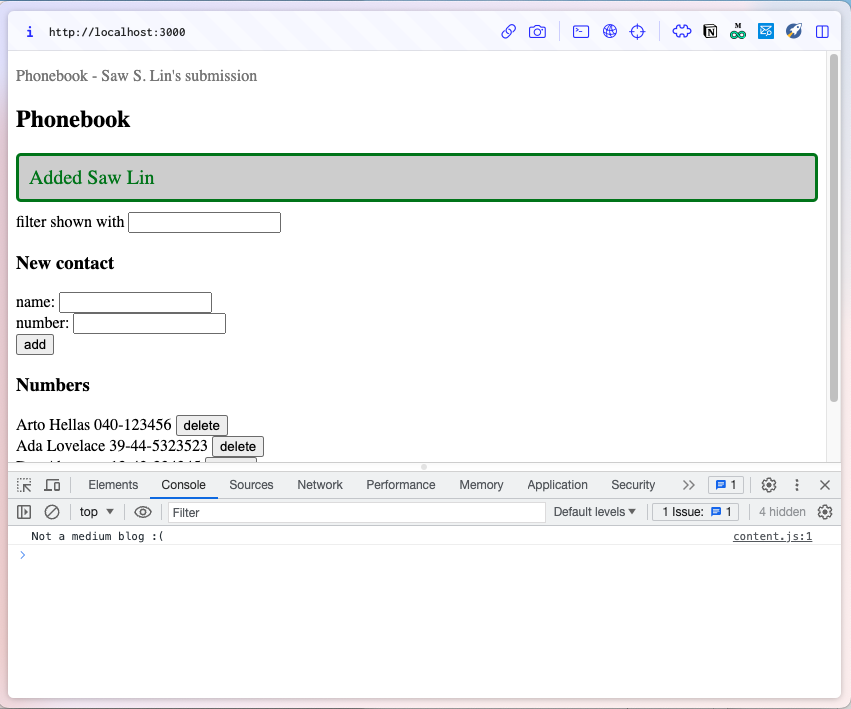 http://localhost:3000
Phonebook - Saw S. Lin's submission
Phonebook
Added Saw Lin
filter shown with
New contact
name:
number:
add
Numbers
Arto Hellas 040-123456 delete
Ada Lovelace 39-44-5323523 delete
Elements Console Sources Network Performance Memory Application Security 1
top Filter Default levels 1 Issue: 1 4 hidden
Not a medium blog :( content.js:1